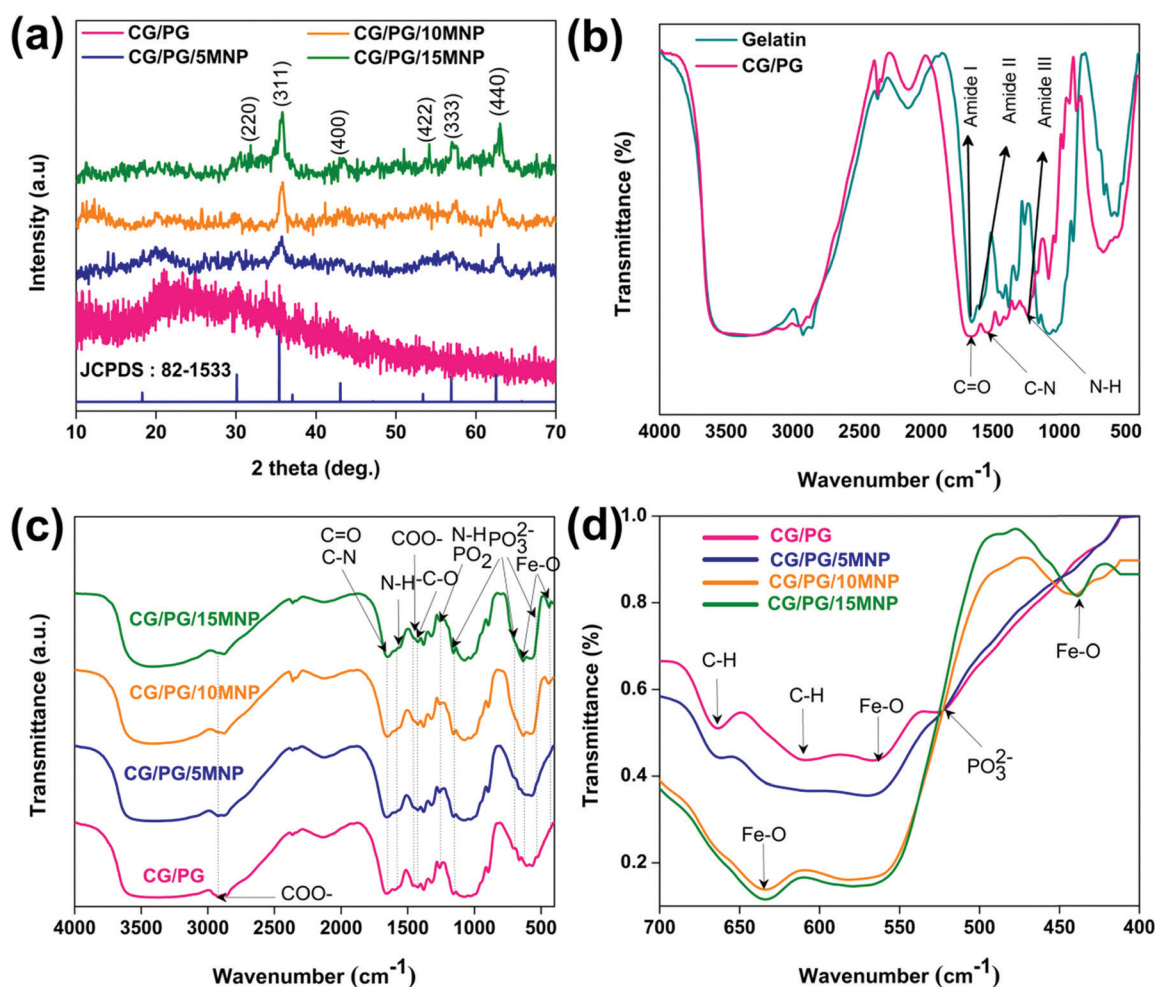 (a)
CG/PG
CG/PG/10MNP
CG/PG/5MNP
CG/PG/15MNP
(220)
(311)
(400)
(422)
(333)
(440)
Intensity (a.u)
JCPDS : 82-1533
10 20 30 40 50 60 70
2 theta (deg.)
(b)
Gelatin
CG/PG
Amide I
Amide II
Amide III
Transmittance (%)
C=O
C-N
N-H
4000 3500 3000 2500 2000 1500 1000 400
Wavenumber (cm-1)
(c)
C=O
C-N
COO-
N-H
PO2
PO3 2-
Fe-O
N-H
-C-O
CG/PG/15MNP
CG/PG/10MNP
CG/PG/5MNP
CG/PG
COO-
Transmittance (a.u.)
4000 3500 3000 2500 2000 1500 1000 500
Wavenumber (cm-1)
(d)
CG/PG
CG/PG/5MNP
CG/PG/10MNP
CG/PG/15MNP
1.0
0.8
0.6
0.4
0.2
Transmittance (%)
C-H
C-H
Fe-O
Fe-O
PO3 2-
Fe-O
700 650 600 550 500 450 400
Wavenumber (cm-1)